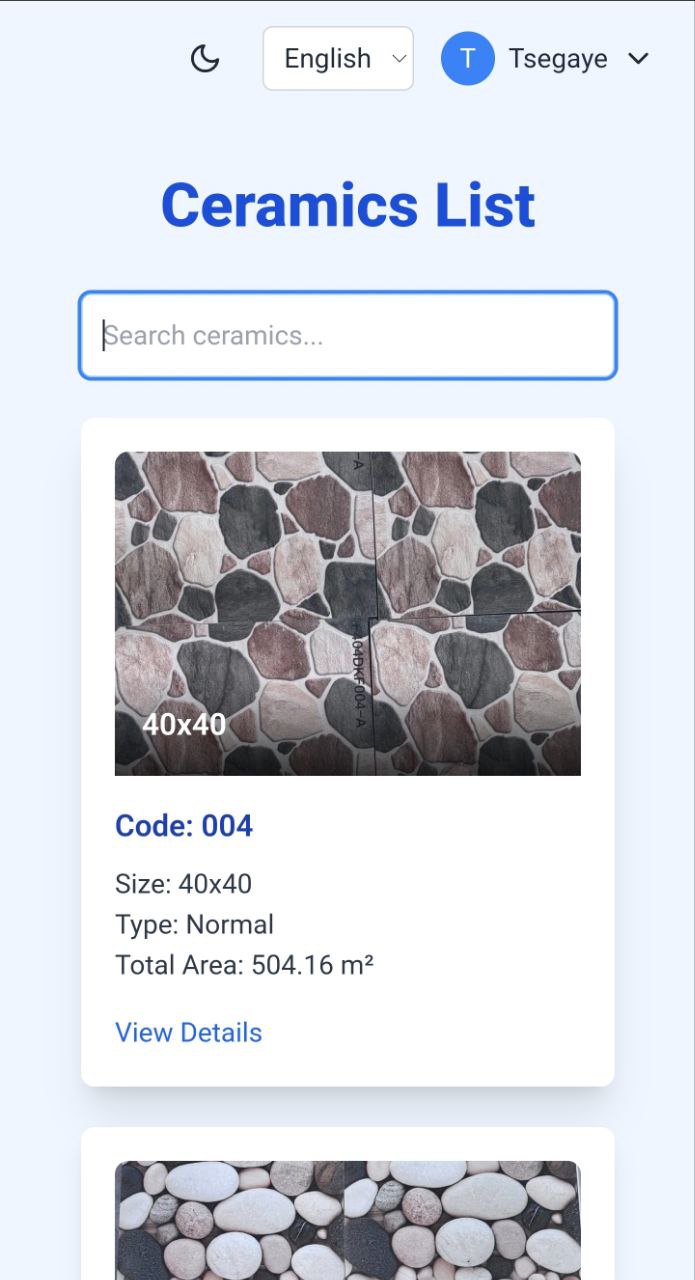 English
T Tsegaye
Ceramics List
Search ceramics...
-A
A04DKF004-A
40x40
Code: 004
Size: 40x40
Type: Normal
Total Area: 504.16 m²
View Details